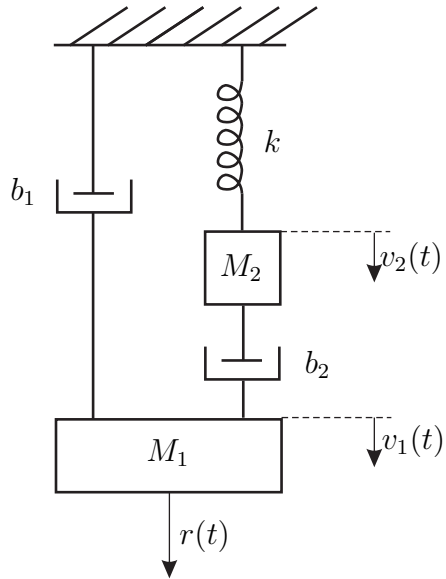 k
b₁
M₂
v₂(t)
b₂
M₁
v₁(t)
r(t)